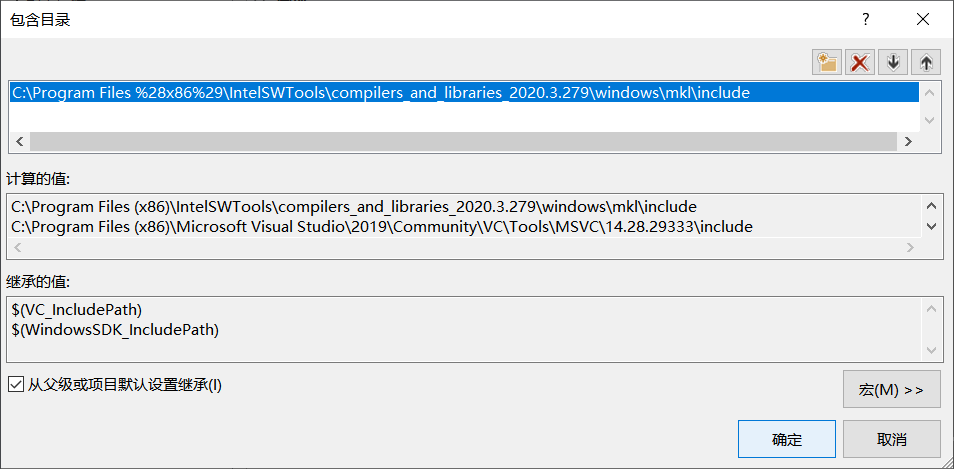 包含目录
C:\Program Files %28x86%29\IntelSWTools\compilers_and_libraries_2020.3.279\windows\mkl\include
计算的值:
C:\Program Files (x86)\IntelSWTools\compilers_and_libraries_2020.3.279\windows\mkl\include
C:\Program Files (x86)\Microsoft Visual Studio\2019\Community\VC\Tools\MSVC\14.28.29333\include
继承的值:
$(VC_IncludePath)
$(WindowsSDK_IncludePath)
从父级或项目默认设置继承(I)
宏(M) >>
确定
取消